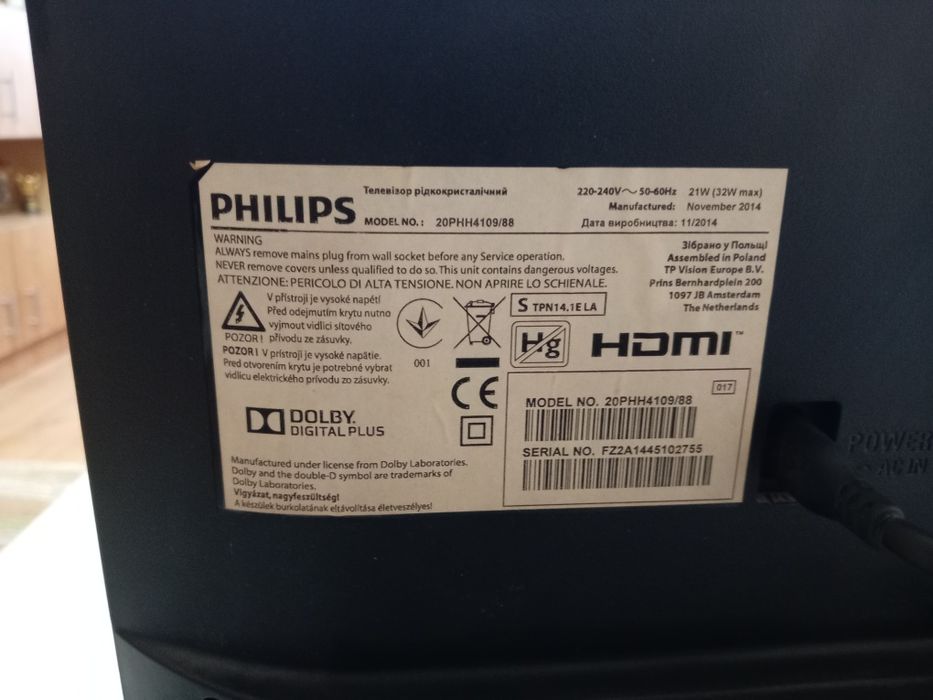 PHILIPS
Телевізор рідкокристалічний
MODEL NO.: 20PHH4109/88
220-240V～ 50-60Hz 21W (32W max)
Manufactured: November 2014
Дата виробництва: 11/2014
WARNING
ALWAYS remove mains plug from wall socket before any Service operation.
NEVER remove covers unless qualified to do so. This unit contains dangerous voltages.
ATTENZIONE: PERICOLO DI ALTA TENSIONE. NON APRIRE LO SCHIENALE.
Зібрано у Польщі
Assembled in Poland
TP Vision Europe B.V.
Prins Bernhardplein 200
1097 JB Amsterdam
The Netherlands
V přístroji je vysoké napětí
Před odejmutím krytu nutno
vyjmout vidlici síťového
POZOR! přívodu ze zásuvky.
POZOR! V prístroji je vysoké napätie.
Pred otvorením krytu je potrebné vybrat
vidlicu elektrického prívodu zo zásuvky.
001
S TPN14.1E LA
Hg
HDMI™
CE
017
MODEL NO. 20PHH4109/88
SERIAL NO. FZ2A1445102755
DOLBY
DIGITAL PLUS
Manufactured under license from Dolby Laboratories.
Dolby and the double-D symbol are trademarks of
Dolby Laboratories.
Vigyázat, nagyfeszültség!
A készülek burkolatának eltávolítása életveszélyes!
POWER
AC IN